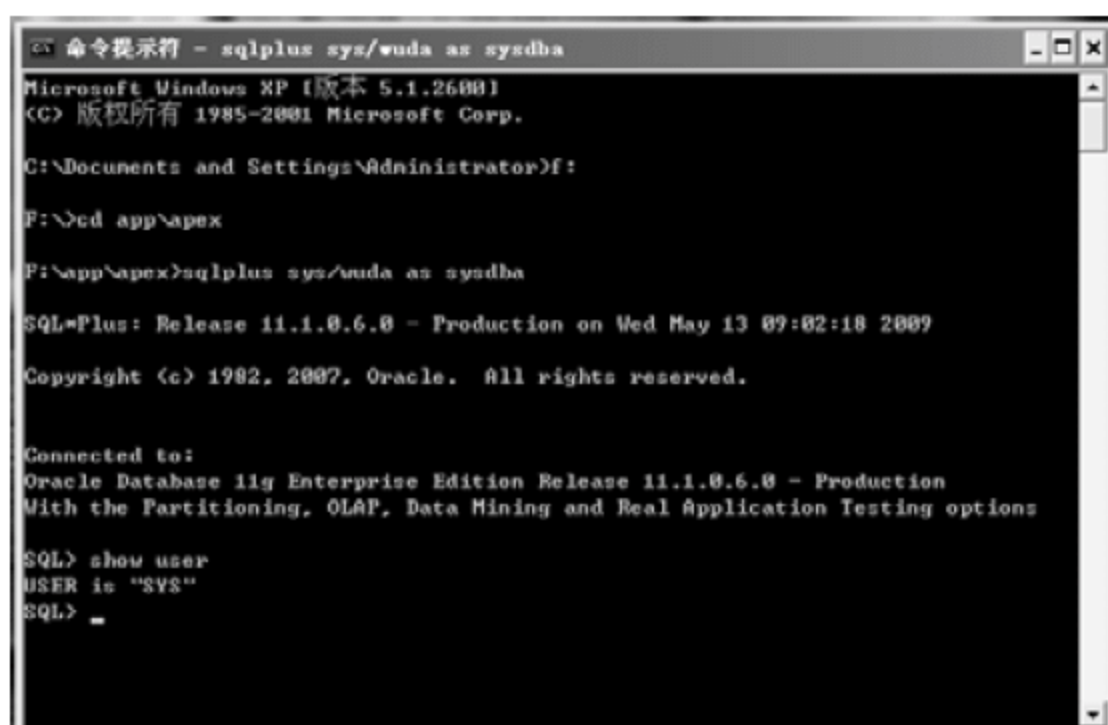 命令提示符 - sqlplus sys/wuda as sysdba
Microsoft Windows XP [版本 5.1.2600]
(C) 版权所有 1985-2001 Microsoft Corp.
C:\Documents and Settings\Administrator>f:
F:\>cd app\apex
F:\app\apex>sqlplus sys/wuda as sysdba
SQL*Plus: Release 11.1.0.6.0 - Production on Wed May 13 09:02:18 2009
Copyright (c) 1982, 2007, Oracle.  All rights reserved.
Connected to:
Oracle Database 11g Enterprise Edition Release 11.1.0.6.0 - Production
With the Partitioning, OLAP, Data Mining and Real Application Testing options
SQL> show user
USER is "SYS"
SQL> _